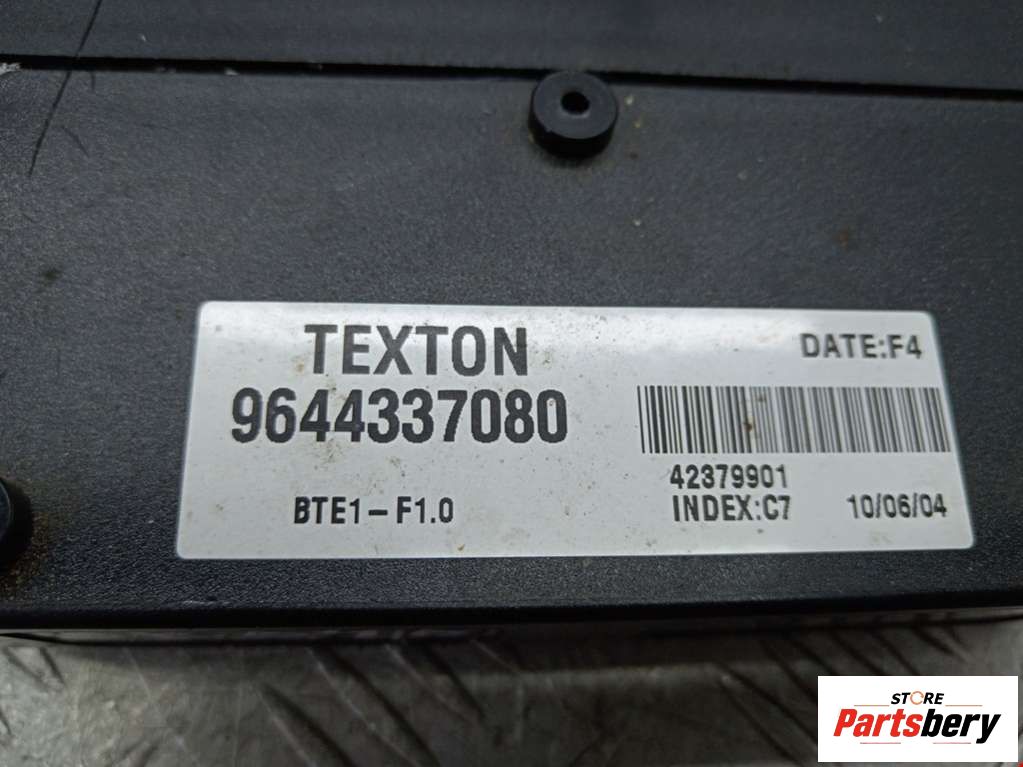 TEXTON
9644337080
BTE1-F1.0
DATE:F4
42379901
INDEX:C7 10/06/04
STORE
Partsbery